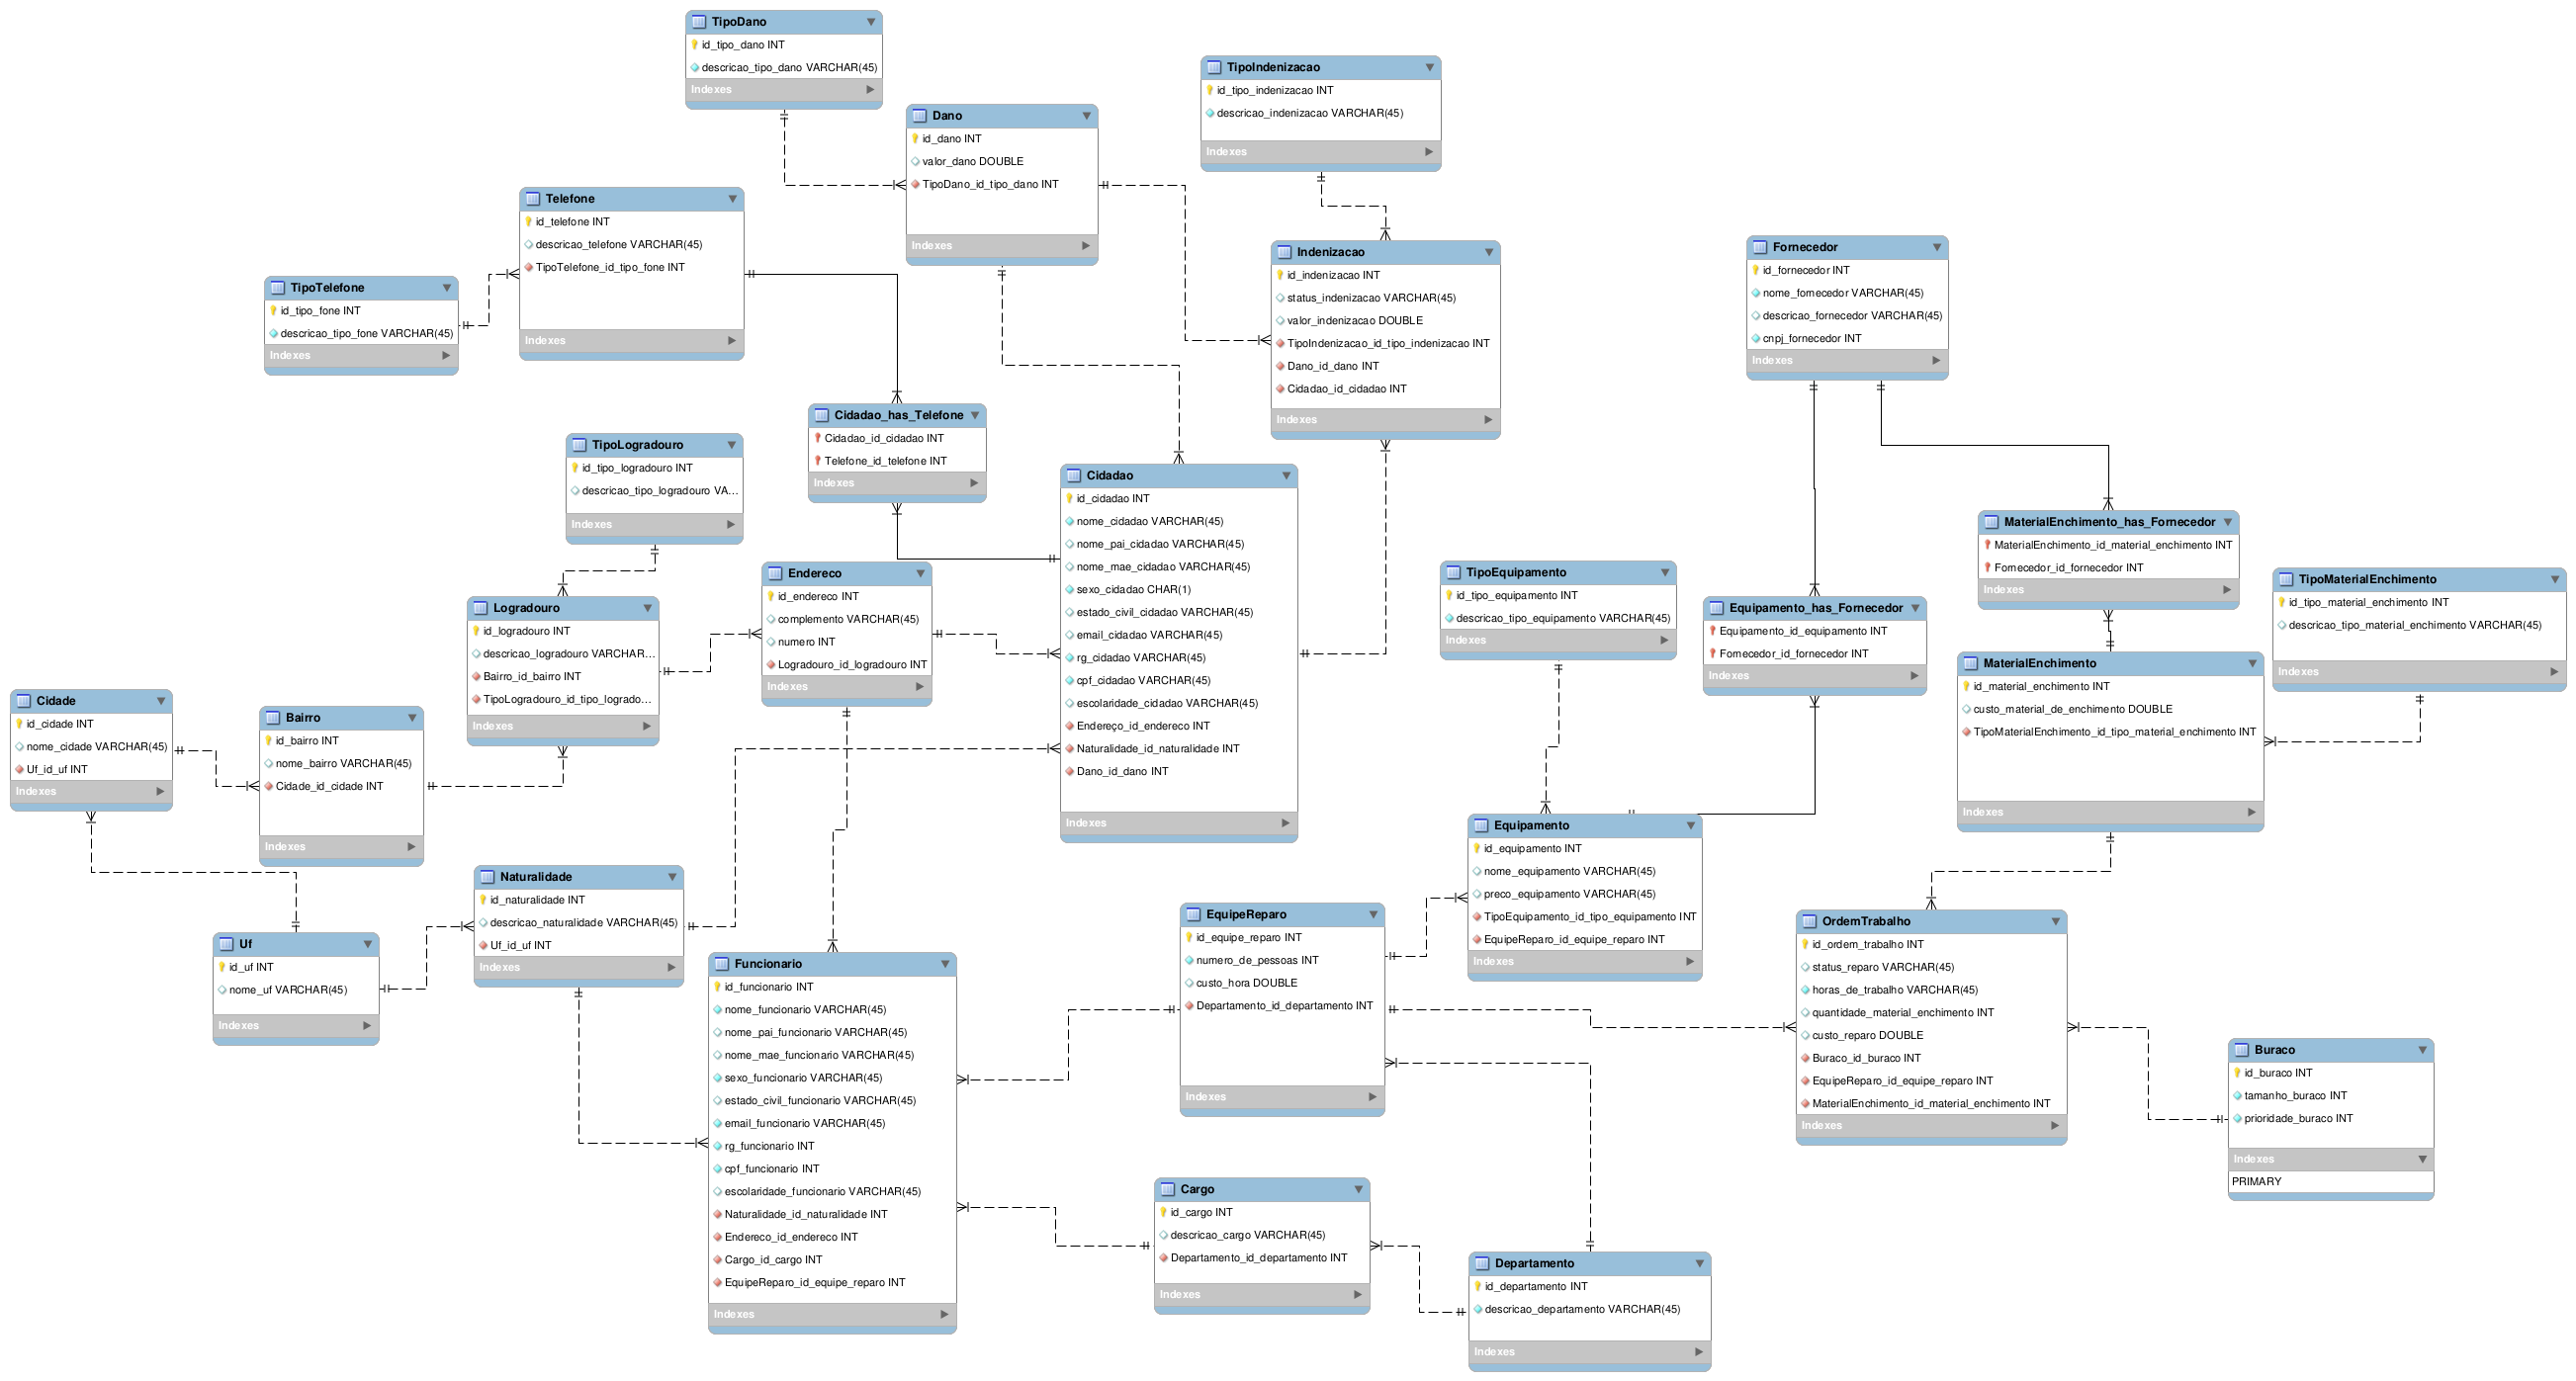 TipoDano
id_tipo_dano INT
descricao_tipo_dano VARCHAR(45)
Indexes
TipoIndenizacao
id_tipo_indenizacao INT
descricao_indenizacao VARCHAR(45)
Indexes
Dano
id_dano INT
valor_dano DOUBLE
TipoDano_id_tipo_dano INT
Indexes
Telefone
id_telefone INT
descricao_telefone VARCHAR(45)
TipoTelefone_id_tipo_fone INT
Indexes
TipoTelefone
id_tipo_fone INT
descricao_tipo_fone VARCHAR(45)
Indexes
Indenizacao
id_indenizacao INT
status_indenizacao VARCHAR(45)
valor_indenizacao DOUBLE
TipoIndenizacao_id_tipo_indenizacao INT
Dano_id_dano INT
Cidadao_id_cidadao INT
Indexes
Fornecedor
id_fornecedor INT
nome_fornecedor VARCHAR(45)
descricao_fornecedor VARCHAR(45)
cnpj_fornecedor INT
Indexes
Cidadao_has_Telefone
Cidadao_id_cidadao INT
Telefone_id_telefone INT
Indexes
TipoLogradouro
id_tipo_logradouro INT
descricao_tipo_logradouro VA...
Indexes
Cidadao
id_cidadao INT
nome_cidadao VARCHAR(45)
nome_pai_cidadao VARCHAR(45)
nome_mae_cidadao VARCHAR(45)
sexo_cidadao CHAR(1)
estado_civil_cidadao VARCHAR(45)
email_cidadao VARCHAR(45)
rg_cidadao VARCHAR(45)
cpf_cidadao VARCHAR(45)
escolaridade_cidadao VARCHAR(45)
Endereço_id_endereco INT
Naturalidade_id_naturalidade INT
Dano_id_dano INT
Indexes
MaterialEnchimento_has_Fornecedor
MaterialEnchimento_id_material_enchimento INT
Fornecedor_id_fornecedor INT
Indexes
TipoMaterialEnchimento
id_tipo_material_enchimento INT
descricao_tipo_material_enchimento VARCHAR(45)
Indexes
Endereco
id_endereco INT
complemento VARCHAR(45)
numero INT
Logradouro_id_logradouro INT
Indexes
TipoEquipamento
id_tipo_equipamento INT
descricao_tipo_equipamento VARCHAR(45)
Indexes
Logradouro
id_logradouro INT
descricao_logradouro VARCHAR...
Bairro_id_bairro INT
TipoLogradouro_id_tipo_logrado...
Indexes
Equipamento_has_Fornecedor
Equipamento_id_equipamento INT
Fornecedor_id_fornecedor INT
Indexes
MaterialEnchimento
id_material_enchimento INT
custo_material_de_enchimento DOUBLE
TipoMaterialEnchimento_id_tipo_material_enchimento INT
Indexes
Cidade
id_cidade INT
nome_cidade VARCHAR(45)
Uf_id_uf INT
Indexes
Bairro
id_bairro INT
nome_bairro VARCHAR(45)
Cidade_id_cidade INT
Indexes
Equipamento
id_equipamento INT
nome_equipamento VARCHAR(45)
preco_equipamento VARCHAR(45)
TipoEquipamento_id_tipo_equipamento INT
EquipeReparo_id_equipe_reparo INT
Indexes
Naturalidade
id_naturalidade INT
descricao_naturalidade VARCHAR(45)
Uf_id_uf INT
Indexes
Uf
id_uf INT
nome_uf VARCHAR(45)
Indexes
EquipeReparo
id_equipe_reparo INT
numero_de_pessoas INT
custo_hora DOUBLE
Departamento_id_departamento INT
Indexes
OrdemTrabalho
id_ordem_trabalho INT
status_reparo VARCHAR(45)
horas_de_trabalho VARCHAR(45)
quantidade_material_enchimento INT
custo_reparo DOUBLE
Buraco_id_buraco INT
EquipeReparo_id_equipe_reparo INT
MaterialEnchimento_id_material_enchimento INT
Indexes
Funcionario
id_funcionario INT
nome_funcionario VARCHAR(45)
nome_pai_funcionario VARCHAR(45)
nome_mae_funcionario VARCHAR(45)
sexo_funcionario VARCHAR(45)
estado_civil_funcionario VARCHAR(45)
email_funcionario VARCHAR(45)
rg_funcionario INT
cpf_funcionario INT
escolaridade_funcionario VARCHAR(45)
Naturalidade_id_naturalidade INT
Endereco_id_endereco INT
Cargo_id_cargo INT
EquipeReparo_id_equipe_reparo INT
Indexes
Buraco
id_buraco INT
tamanho_buraco INT
prioridade_buraco INT
Indexes
PRIMARY
Cargo
id_cargo INT
descricao_cargo VARCHAR(45)
Departamento_id_departamento INT
Indexes
Departamento
id_departamento INT
descricao_departamento VARCHAR(45)
Indexes